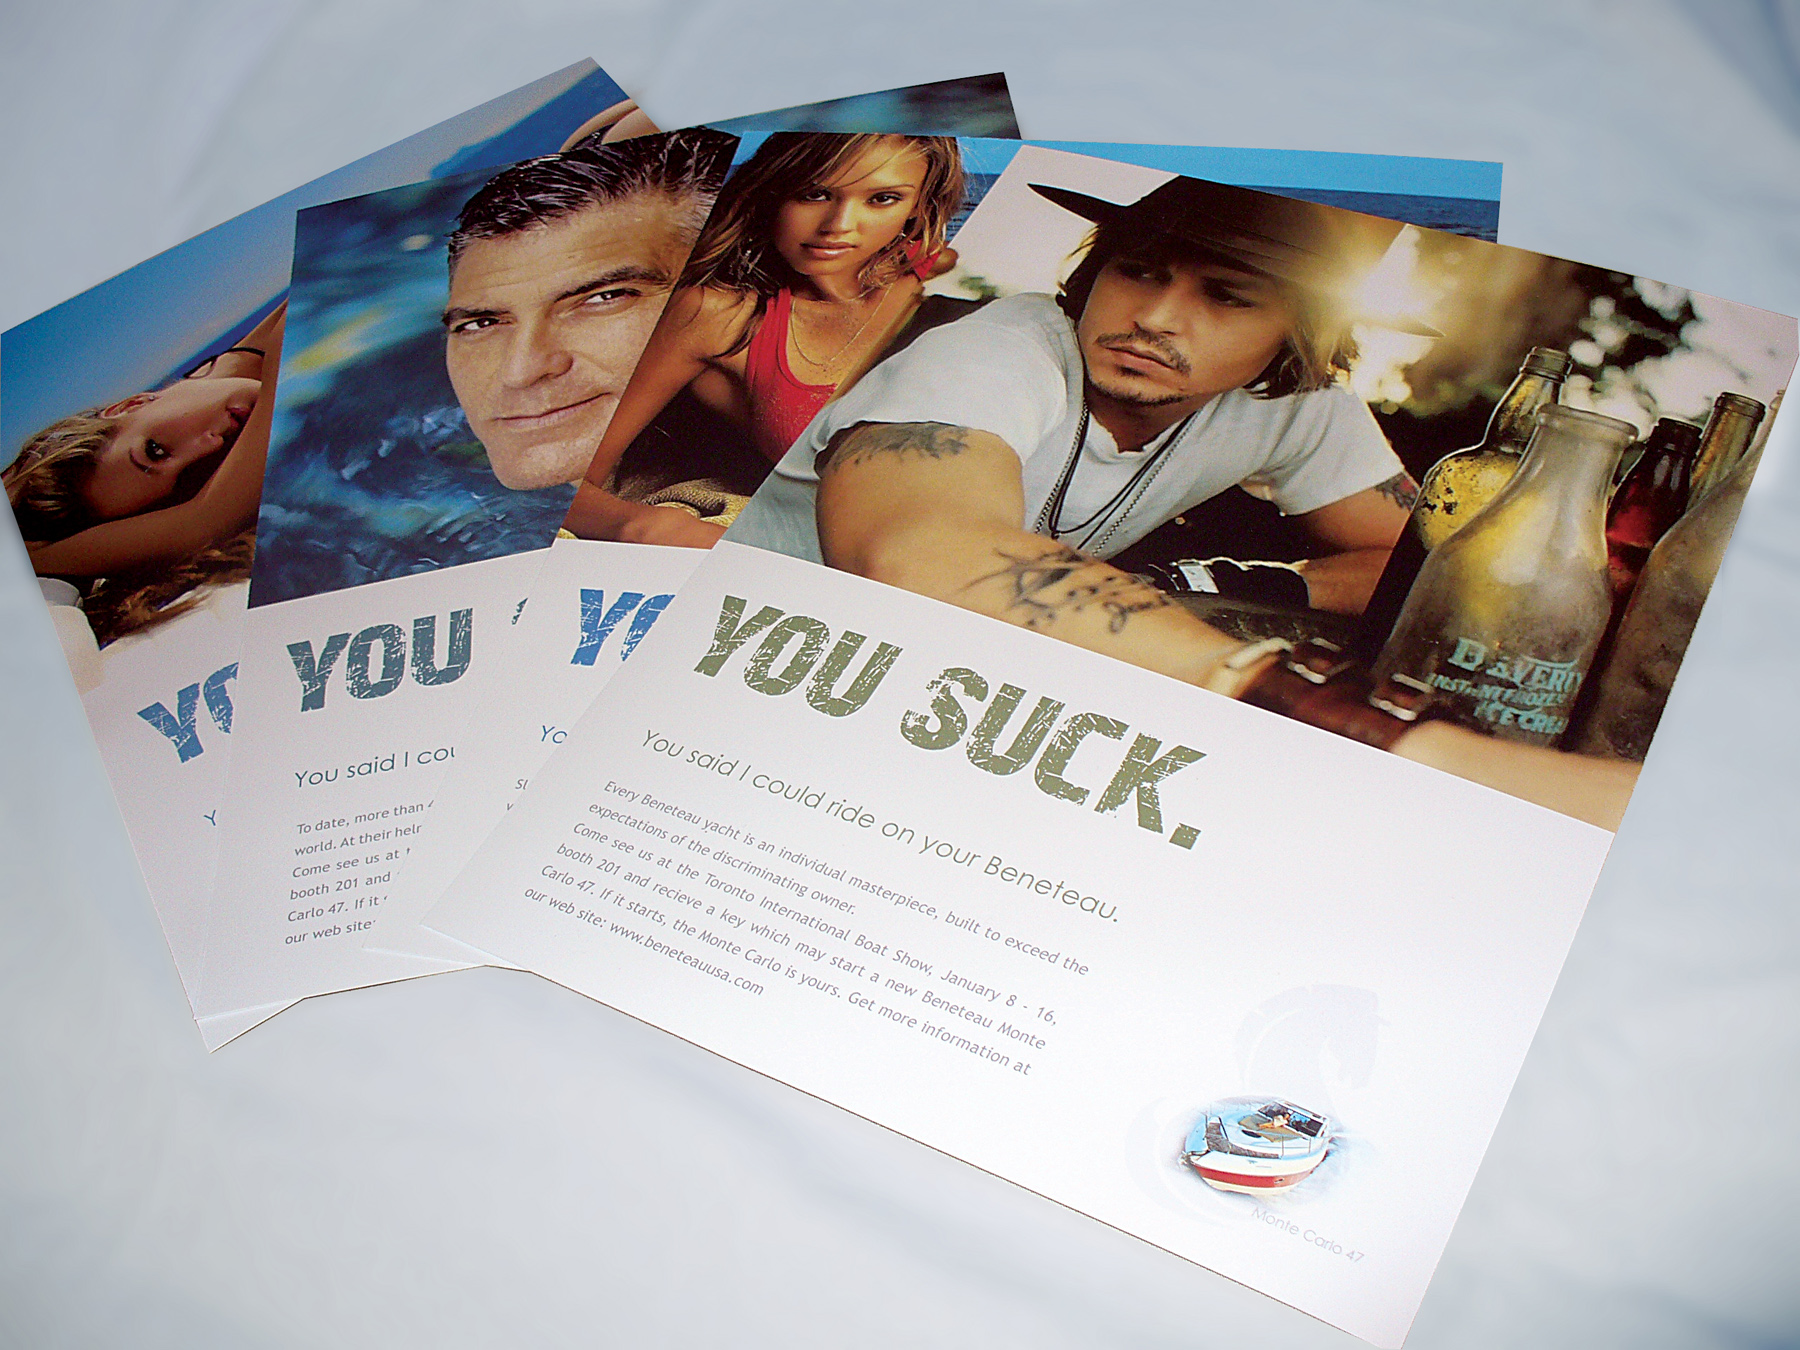 YO
Y
YOU
You said I cou
To date, more than
world. At their helr
Come see us at t
booth 201 and
Carlo 47. If it
our web site:
YO
Yo
YOU SUCK.
You said I could ride on your Beneteau.
Every Beneteau yacht is an individual masterpiece, built to exceed the
expectations of the discriminating owner.
Come see us at the Toronto International Boat Show, January 8 - 16,
booth 201 and recieve a key which may start a new Beneteau Monte
Carlo 47. If it starts, the Monte Carlo is yours. Get more information at
our web site: www.beneteauusa.com
Monte Carlo 47